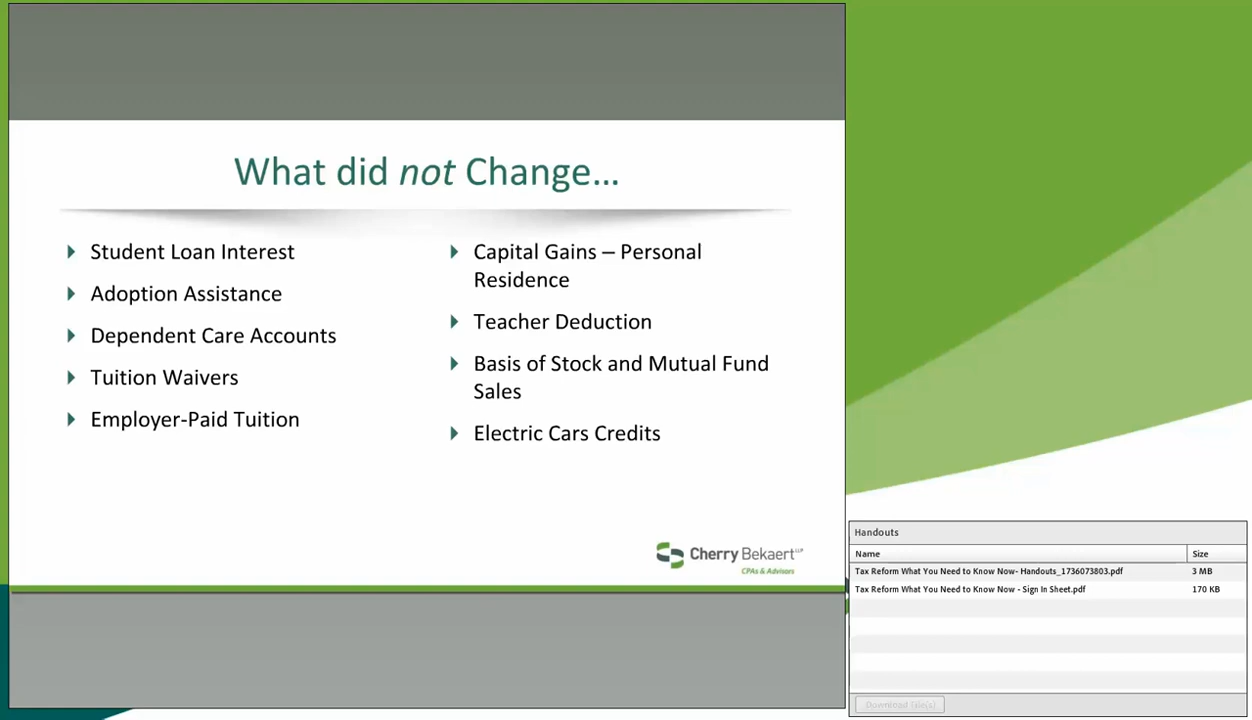 What did not Change...
Student Loan Interest
Adoption Assistance
Dependent Care Accounts
Tuition Waivers
Employer-Paid Tuition
Capital Gains – Personal
Residence
Teacher Deduction
Basis of Stock and Mutual Fund
Sales
Electric Cars Credits
Cherry Bekaert LLP
CPAs & Advisors
Handouts
Name Size
Tax Reform What You Need to Know Now- Handouts_1736073803.pdf 3 MB
Tax Reform What You Need to Know Now - Sign In Sheet.pdf 170 KB
Download File(s)